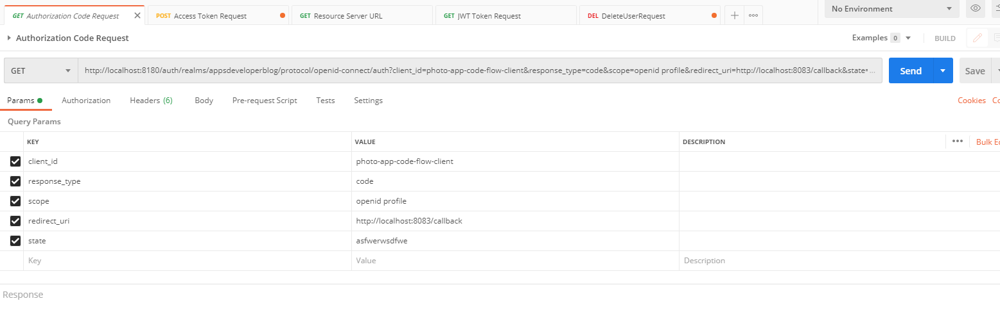 GET Authorization Code Request POST Access Token Request GET Resource Server URL GET JWT Token Request DEL DeleteUserRequest No Environment
Authorization Code Request Examples 0 BUILD
GET http://localhost:8180/auth/realms/appsdeveloperblog/protocol/openid-connect/auth?client_id=photo-app-code-flow-client&response_type=code&scope=openid profile&redirect_uri=http://localhost:8083/callback&state= ... Send Save
Params Authorization Headers (6) Body Pre-request Script Tests Settings Cookies Co
Query Params
KEY VALUE DESCRIPTION Bulk Ed
client_id photo-app-code-flow-client
response_type code
scope openid profile
redirect_uri http://localhost:8083/callback
state asfwerwsdfwe
Key Value Description
Response